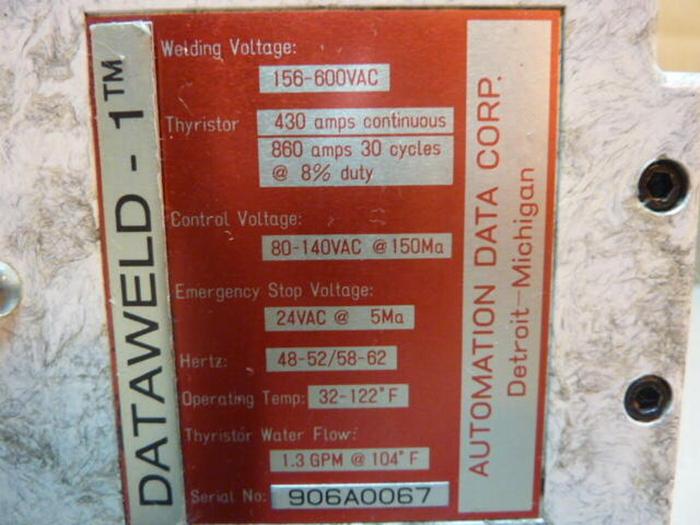 DATAWELD - 1™
Welding Voltage:
156-600VAC
Thyristor
430 amps continuous
860 amps 30 cycles
@ 8% duty
Control Voltage:
80-140VAC @ 150Ma
Emergency Stop Voltage:
24VAC @ 5Ma
Hertz: 48-52/58-62
Operating Temp: 32-122°F
Thyristor Water Flow:
1.3 GPM @ 104°F
Serial No: 906A0067
AUTOMATION DATA CORP.
Detroit-Michigan